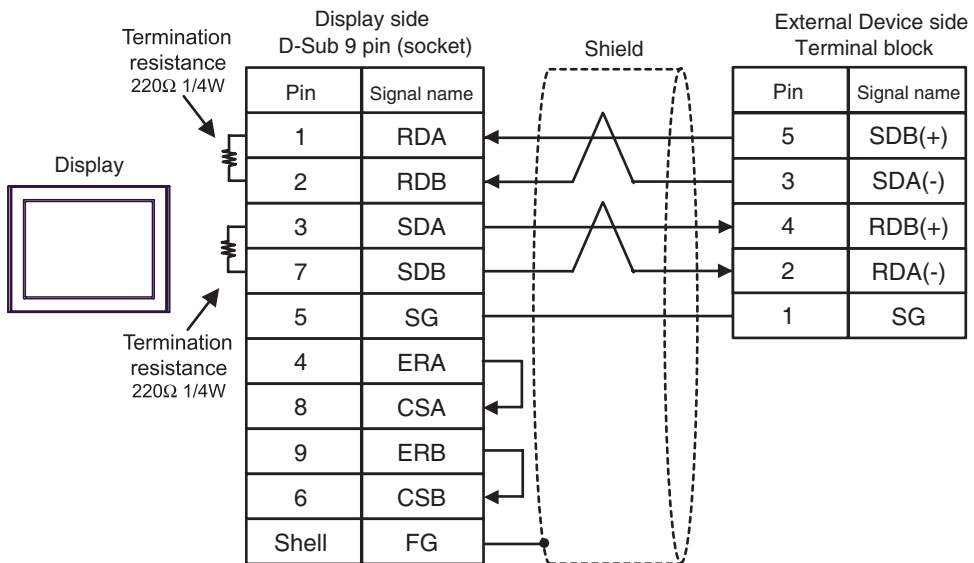 Display side
D-Sub 9 pin (socket)
External Device side
Terminal block
Shield
Termination
resistance
220Ω 1/4W
Display
Termination
resistance
220Ω 1/4W
Pin Signal name
1 RDA
2 RDB
3 SDA
7 SDB
5 SG
4 ERA
8 CSA
9 ERB
6 CSB
Shell FG
Pin Signal name
5 SDB(+)
3 SDA(-)
4 RDB(+)
2 RDA(-)
1 SG